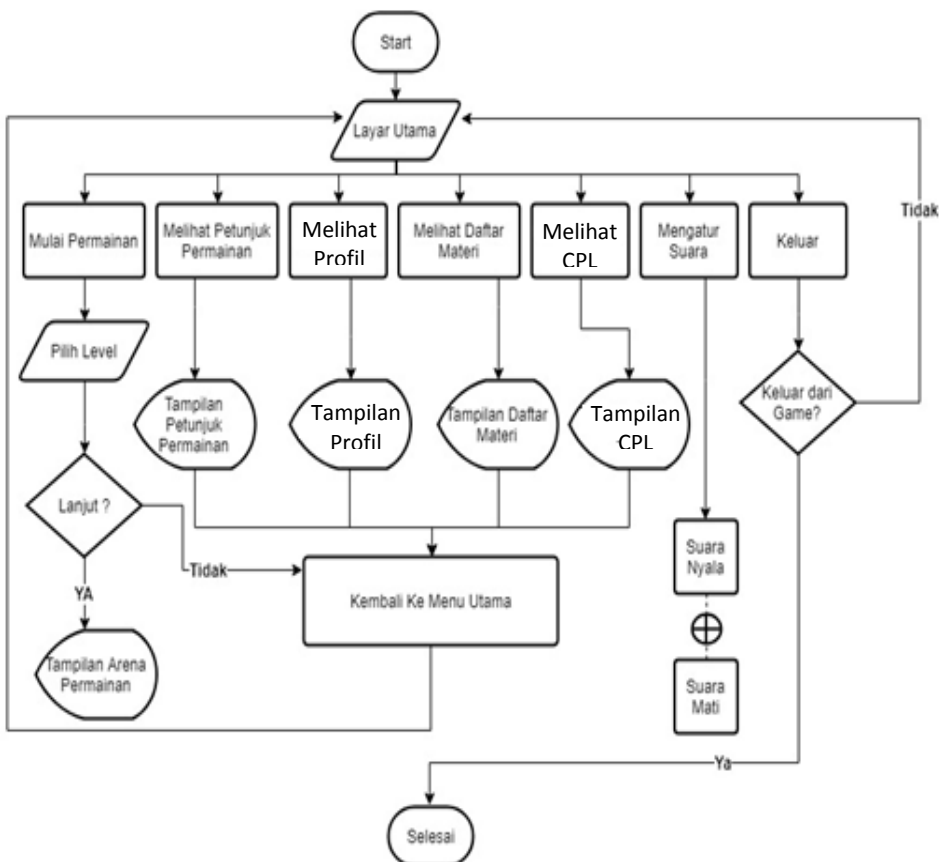 Start
Layar Utama
Tidak
Mulai Permainan
Melihat Petunjuk
Permainan
Melihat
Profil
Melihat Daftar
Materi
Melihat
CPL
Mengatur
Suara
Keluar
Pilih Level
Tampilan
Petunjuk
Permainan
Tampilan
Profil
Tampilan Daftar
Materi
Tampilan
CPL
Keluar dari
Game?
Lanjut ?
Tidak
YA
Kembali Ke Menu Utama
Suara
Nyala
Tampilan Arena
Permainan
Suara
Mati
Ya
Selesai